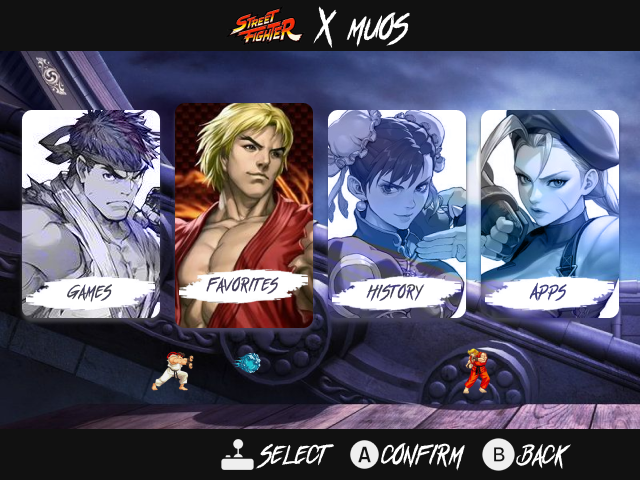 STREET
FIGHTER X MUOS
GAMES
FAVORITES
HISTORY
APPS
SELECT A CONFIRM B BACK